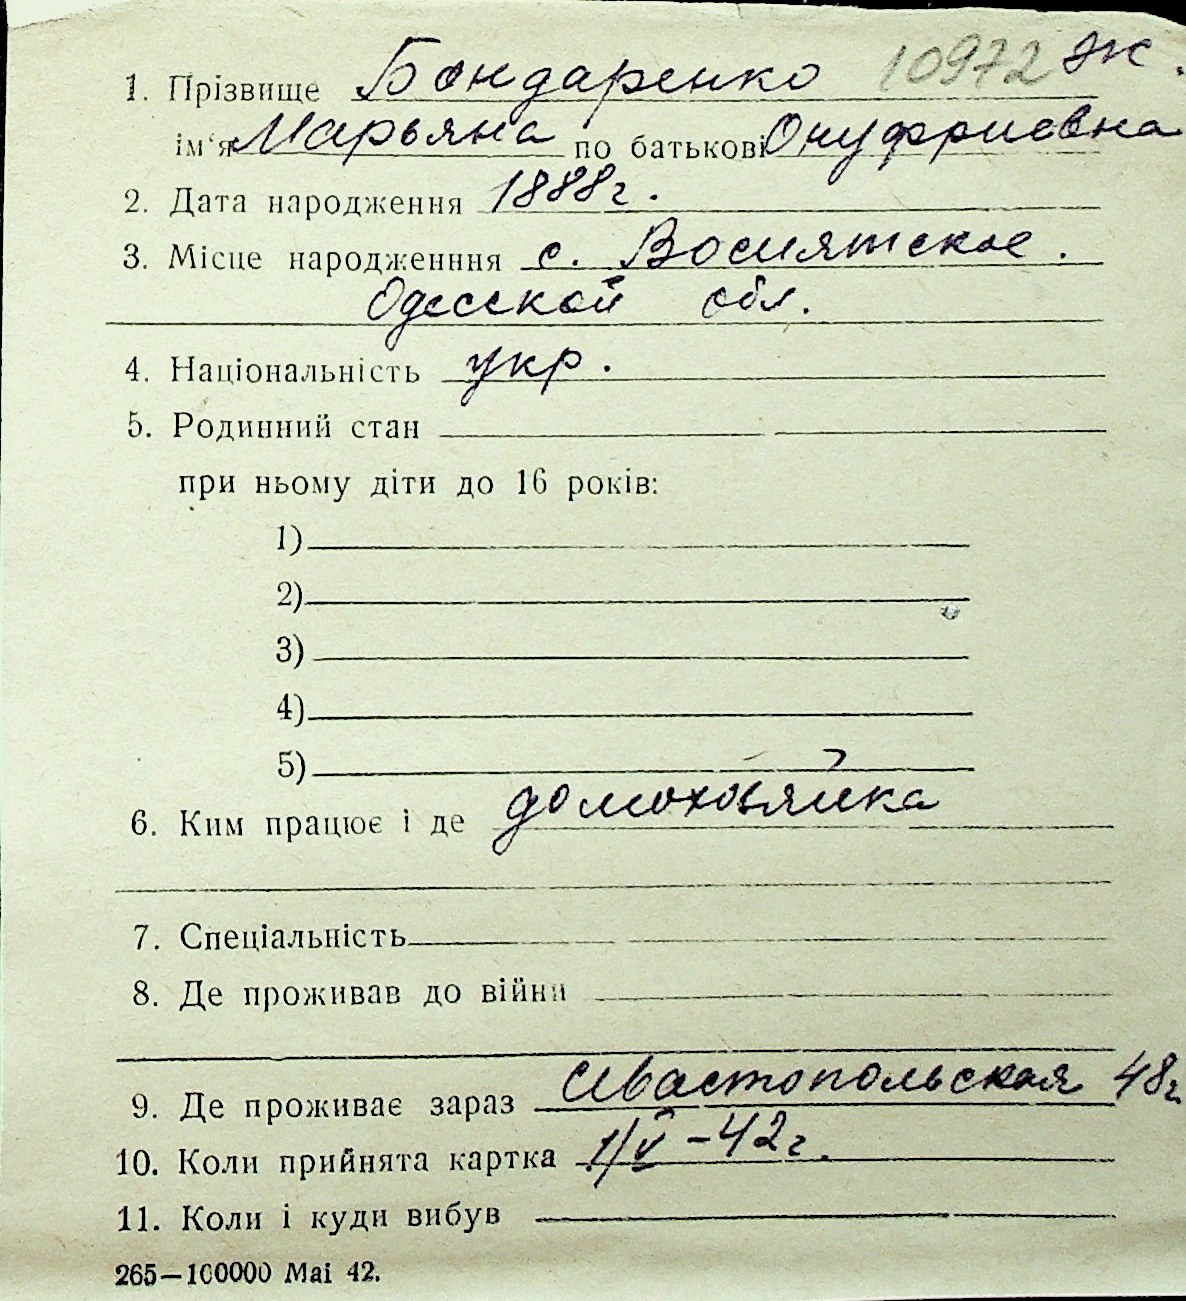 1. Прізвище Бондаренко 10972 ж.
ім'я Марьяна по батькові Онуфриевна
2. Дата народження 1888г.
3. Місце народженння с. Восиятское.
Одесской обл.
4. Національність укр.
5. Родинний стан
при ньому діти до 16 років:
1)
2)
3)
4)
5)
6. Ким працює і де домохозяйка
7. Спеціальність
8. Де проживав до війни
9. Де проживає зараз Севастопольская 48г
10. Коли прийнята картка 1/V-42г.
11. Коли і куди вибув
265—100000 Mai 42.